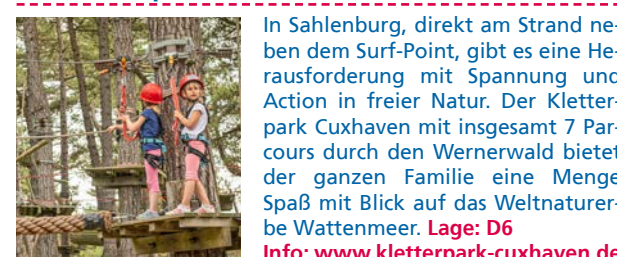 In Sahlenburg, direkt am Strand ne-
ben dem Surf-Point, gibt es eine He-
rausforderung mit Spannung und
Action in freier Natur. Der Kletter-
park Cuxhaven mit insgesamt 7 Par-
cours durch den Wernerwald bietet
der ganzen Familie eine Menge
Spaß mit Blick auf das Weltnaturer-
be Wattenmeer. Lage: D6
Info: www.kletterpark-cuxhaven.de